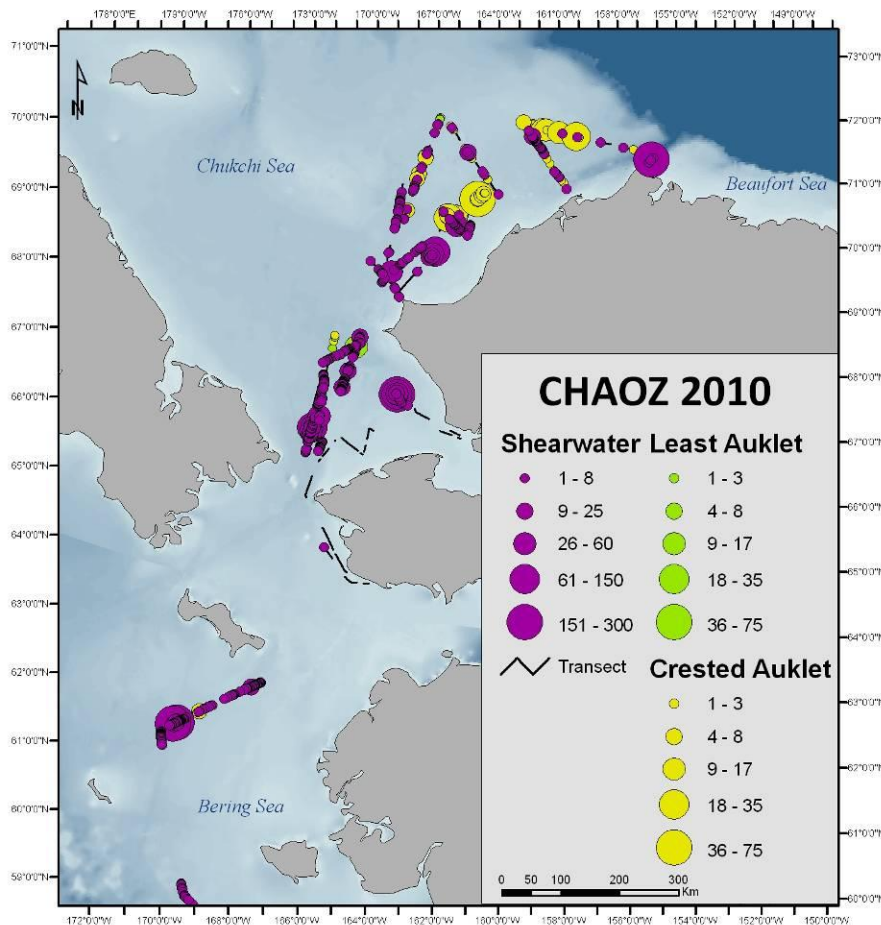 178°0'0"E 179°0'0"W 176°0'0"W 173°0'0"W 170°0'0"W 167°0'0"W 164°0'0"W 161°0'0"W 158°0'0"W 155°0'0"W 152°0'0"W 149°0'0"W
71°0'0"N
73°0'0"N
N
70°0'0"N
72°0'0"N
Chukchi Sea
Beaufort Sea
69°0'0"N
71°0'0"N
68°0'0"N
70°0'0"N
67°0'0"N
69°0'0"N
66°0'0"N
68°0'0"N
65°0'0"N
67°0'0"N
64°0'0"N
66°0'0"N
63°0'0"N
65°0'0"N
62°0'0"N
64°0'0"N
61°0'0"N
63°0'0"N
60°0'0"N
62°0'0"N
59°0'0"N
61°0'0"N
60°0'0"N
Bering Sea
CHAOZ 2010
Shearwater
1 - 8
9 - 25
26 - 60
61 - 150
151 - 300
Transect
Least Auklet
1 - 3
4 - 8
9 - 17
18 - 35
36 - 75
Crested Auklet
1 - 3
4 - 8
9 - 17
18 - 35
36 - 75
0 50 100 200 300
Km
172°0'0"W 170°0'0"W 168°0'0"W 166°0'0"W 164°0'0"W 162°0'0"W 160°0'0"W 158°0'0"W 156°0'0"W 154°0'0"W 152°0'0"W 150°0'0"W